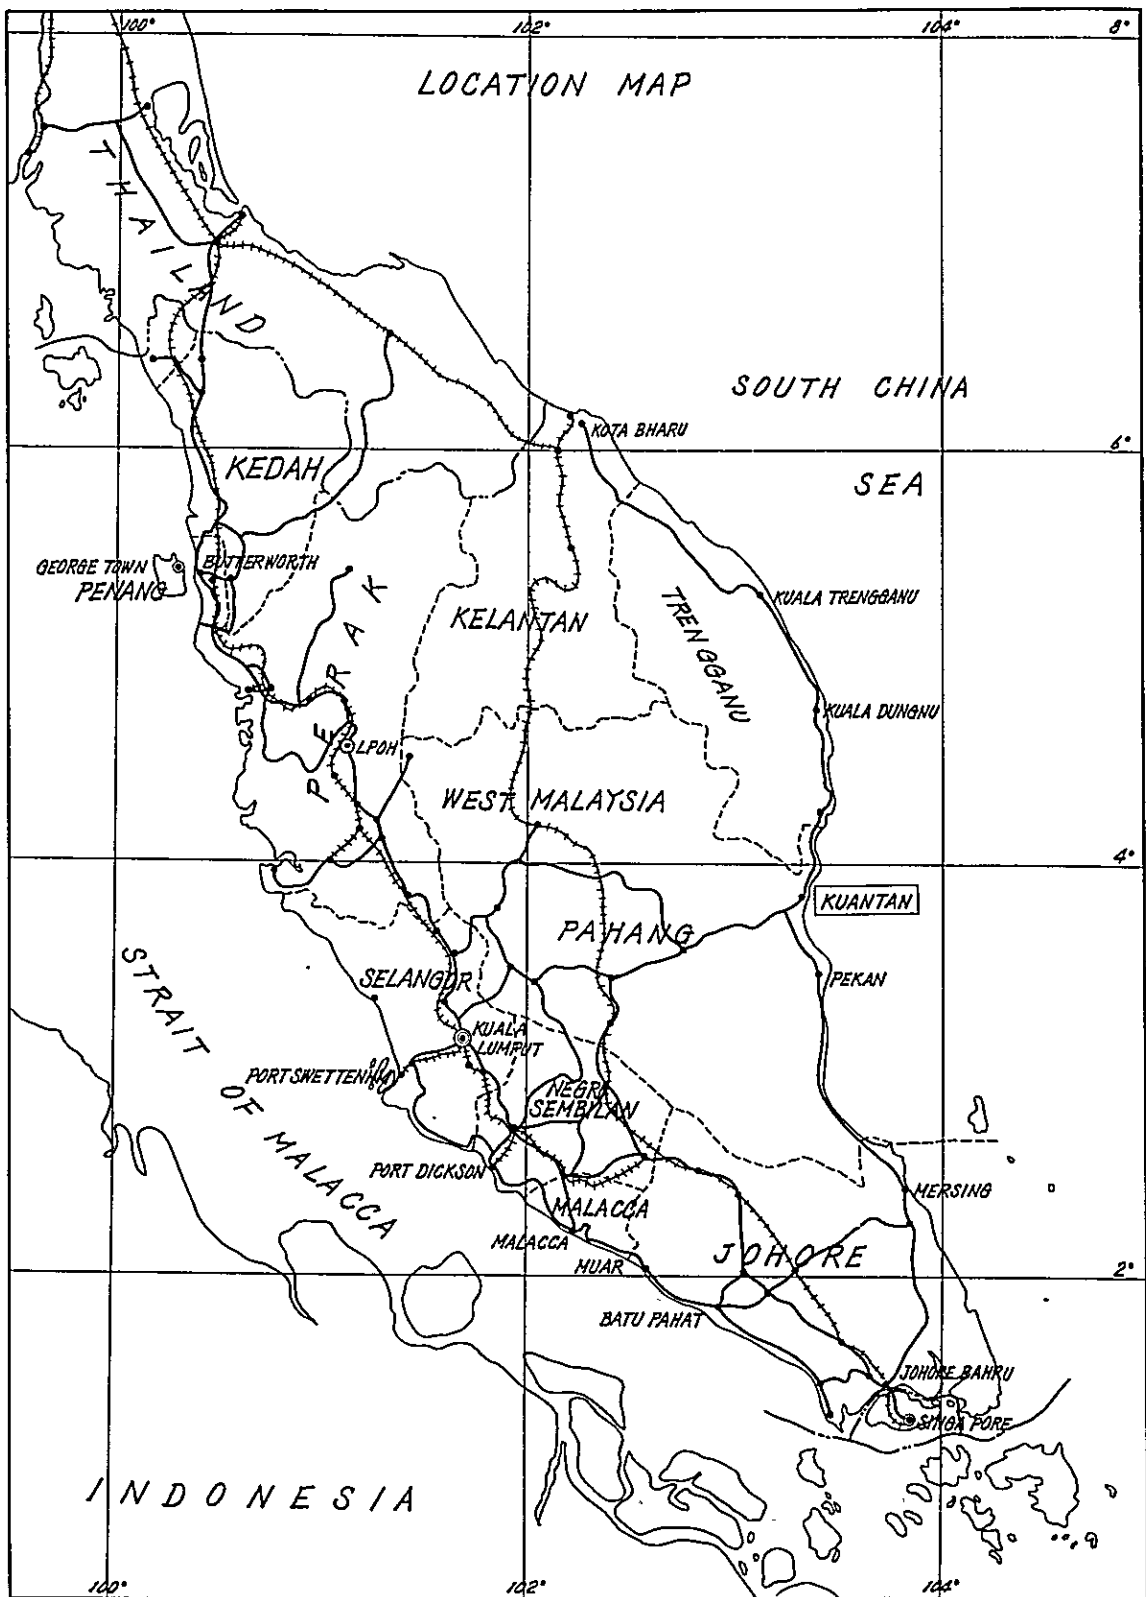 100° 102° 104° 8°
LOCATION MAP
THAILAND
SOUTH CHINA
SEA
KOTA BHARU
6°
KEDAH
GEORGE TOWN
PENANG
BUTTERWORTH
KELANTAN
TRENGGANU
KUALA TRENGGANU
PERAK
KUALA DUNGNU
LPOH
WEST MALAYSIA
4°
KUANTAN
PAHANG
STRAIT OF MALACCA
SELANGOR
PEKAN
KUALA
LUMPUT
PORT SWETTENHAM
NEGRI
SEMBILAN
PORT DICKSON
MERSING
MALACCA
MALACCA
MUAR
JOHORE
2°
BATU PAHAT
JOHORE BAHRU
SINGA PORE
INDONESIA
100° 102° 104°